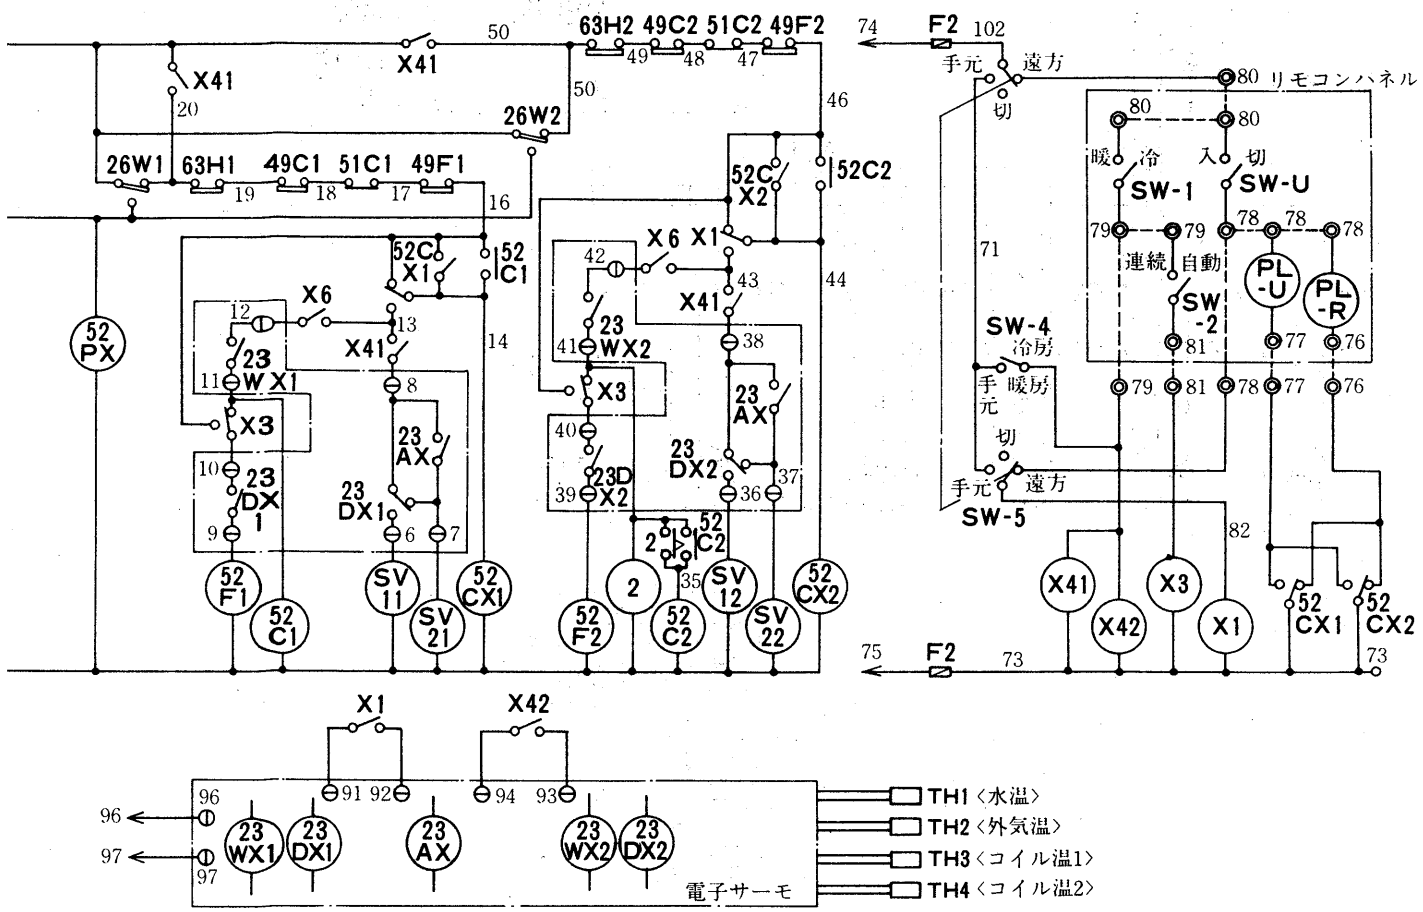 50
63H2 49C2 51C2 49F2
49 48 47
74
F2
102
手元
遠方
切
X41
X41
20
50
46
26W2
26W1
63H1
49C1
51C1
49F1
19
18
17
16
52C
X2
52C2
80
リモコンハネル
80
80
暖
冷
入
切
SW-1
SW-U
79
79
78
78
78
連続
自動
SW
-2
PL
-U
PL
-R
81
77
76
79
81
78
77
76
71
SW-4
冷房
手元
暖房
切
手元
遠方
SW-5
82
X6
X1
42
43
44
X41
52C
X1
52
C1
X6
12
13
X41
14
52
PX
23
WX1
11
8
X3
23
AX
10
23
DX
1
23
DX1
9
6
7
23
WX2
41
38
X3
23
AX
40
23
DX2
37
23D
X2
39
36
2
52
C2
35
52
F1
52
C1
SV
11
SV
21
52
CX1
52
F2
2
52
C2
SV
12
SV
22
52
CX2
X41
X42
X3
X1
52
CX1
52
CX2
75
F2
73
73
X1
X42
91
92
94
93
96
96
97
97
23
WX1
23
DX1
23
AX
23
WX2
23
DX2
電子サーモ
TH1〈水温〉
TH2〈外気温〉
TH3〈コイル温1〉
TH4〈コイル温2〉